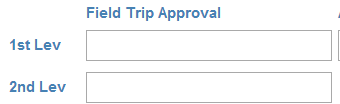 Field Trip Approval
1st Lev
2nd Lev